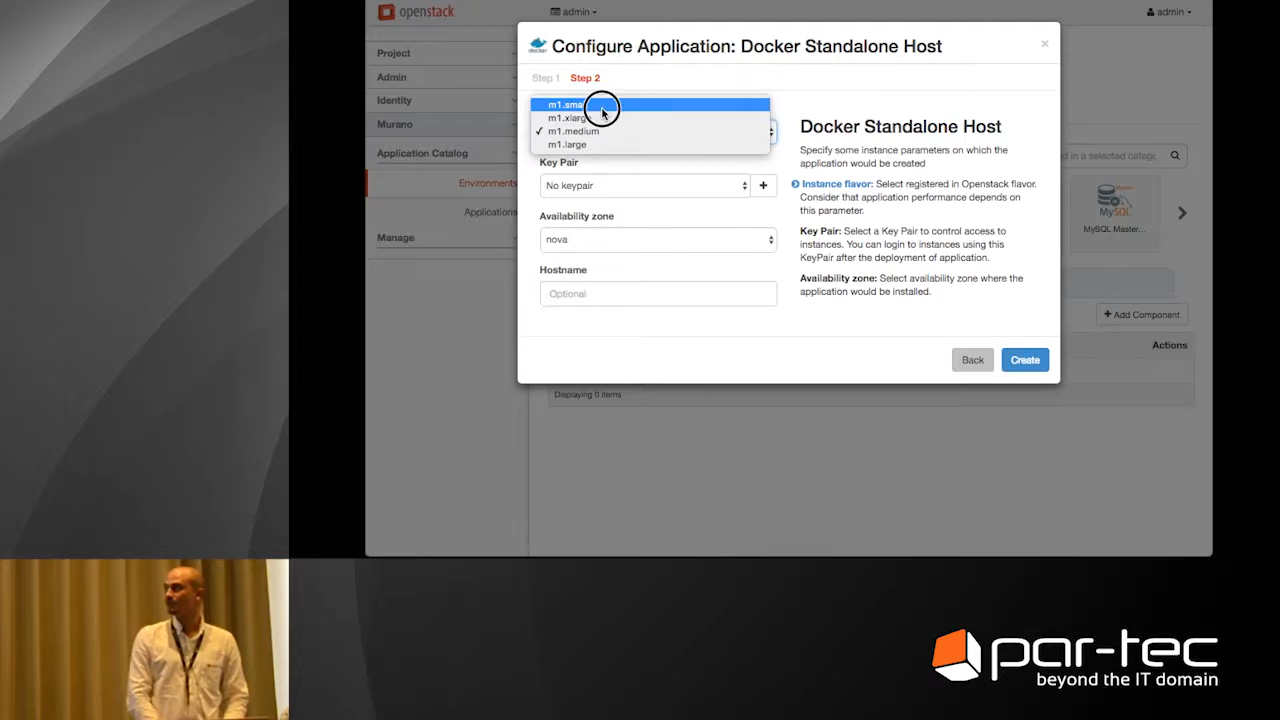 openstack
admin
admin
Project
Admin
Identity
Murano
Application Catalog
Environments
Applications
Manage
docker
Configure Application: Docker Standalone Host
×
Step 1 Step 2
m1.xlarge
✓ m1.medium
m1.large
Key Pair
No keypair
+
Availability zone
nova
Hostname
Optional
Docker Standalone Host
Specify some instance parameters on which the
application would be created
Instance flavor: Select registered in Openstack flavor.
Consider that application performance depends on
this parameter.
Key Pair: Select a Key Pair to control access to
instances. You can login to instances using this
KeyPair after the deployment of application.
Availability zone: Select availability zone where the
application would be installed.
Back
Create
in a selected
MySQL
MySQL Master...
+ Add Component
Actions
Displaying 0 items
par-tec
beyond the IT domain